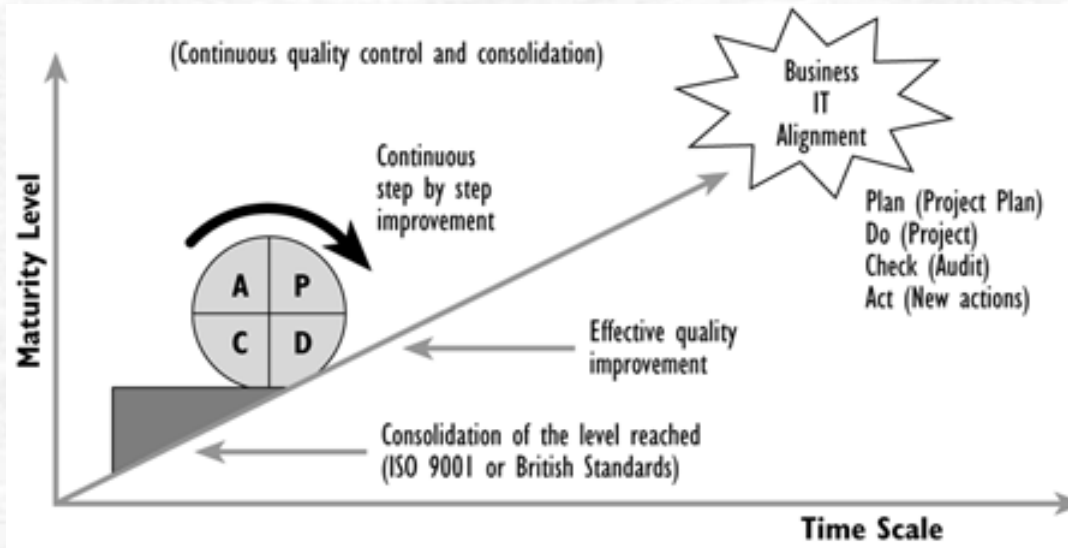 (Continuous quality control and consolidation)
Business
IT
Alignment
Continuous
step by step
improvement
Plan (Project Plan)
Do (Project)
Check (Audit)
Act (New actions)
A P
C D
Maturity Level
Effective quality
improvement
Consolidation of the level reached
(ISO 9001 or British Standards)
Time Scale